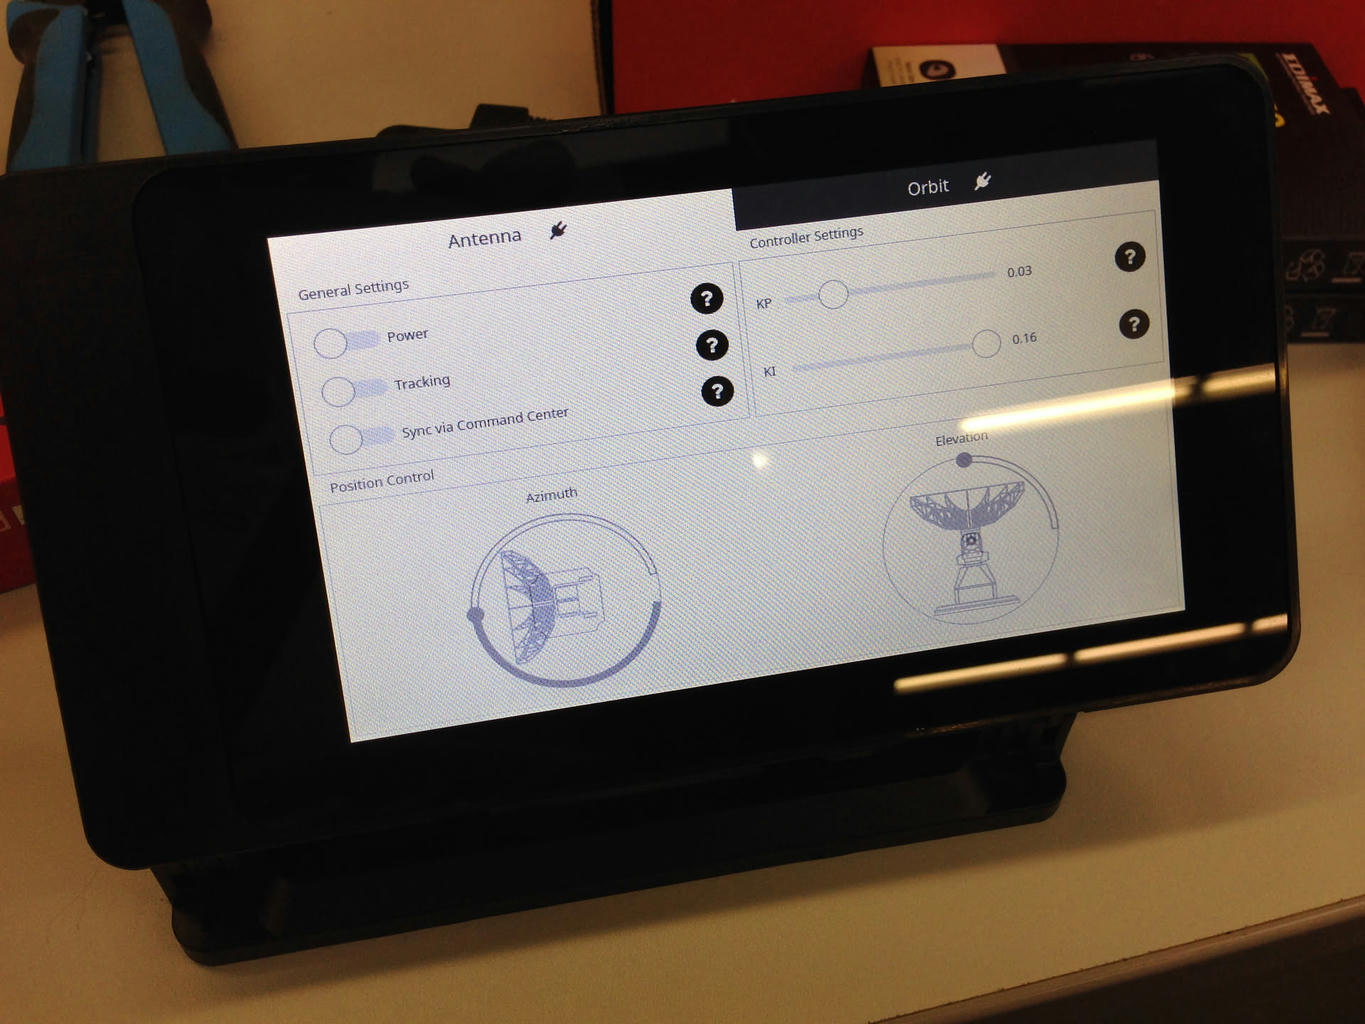 EDIMAX
Antenna
Orbit
General Settings
?
Power
?
Tracking
?
Sync via Command Center
Controller Settings
?
KP
0.03
?
KI
0.16
Position Control
Azimuth
Elevation